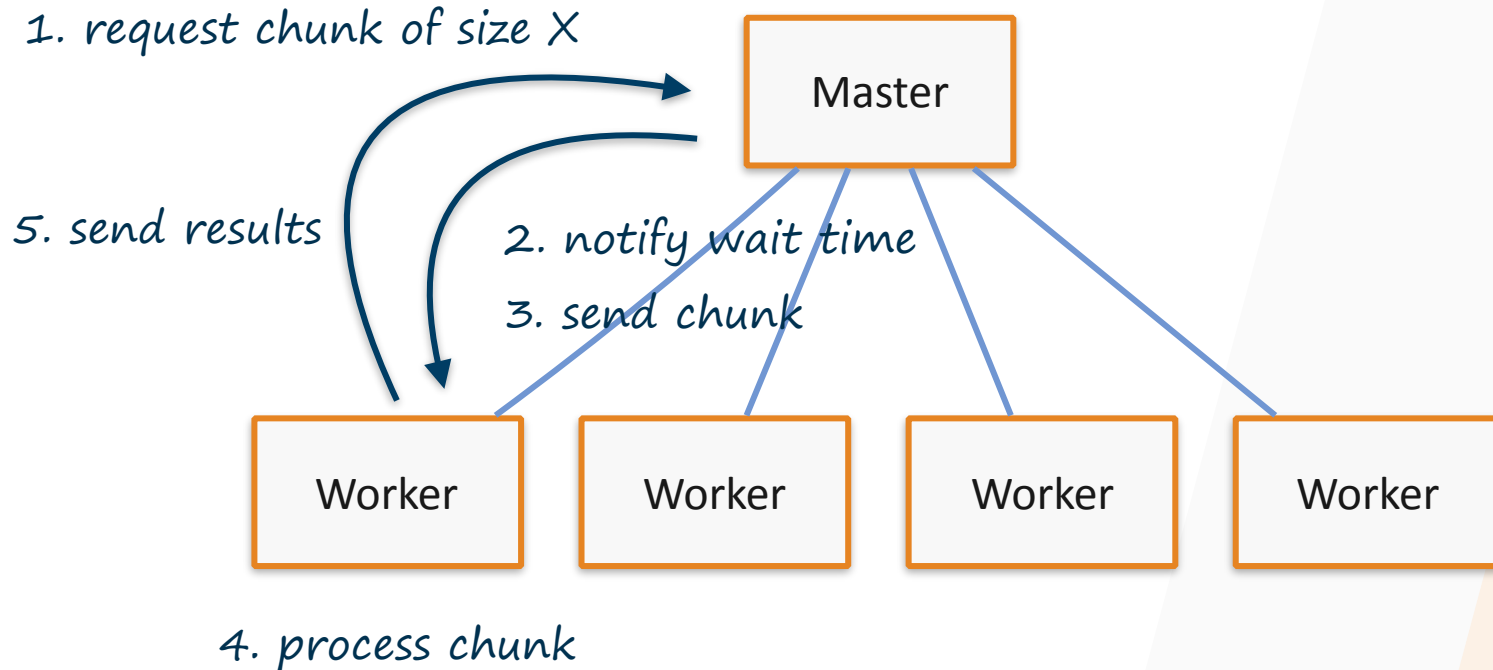 1. request chunk of size X
Master
5. send results
2. notify wait time
3. send chunk
Worker
Worker
Worker
Worker
4. process chunk